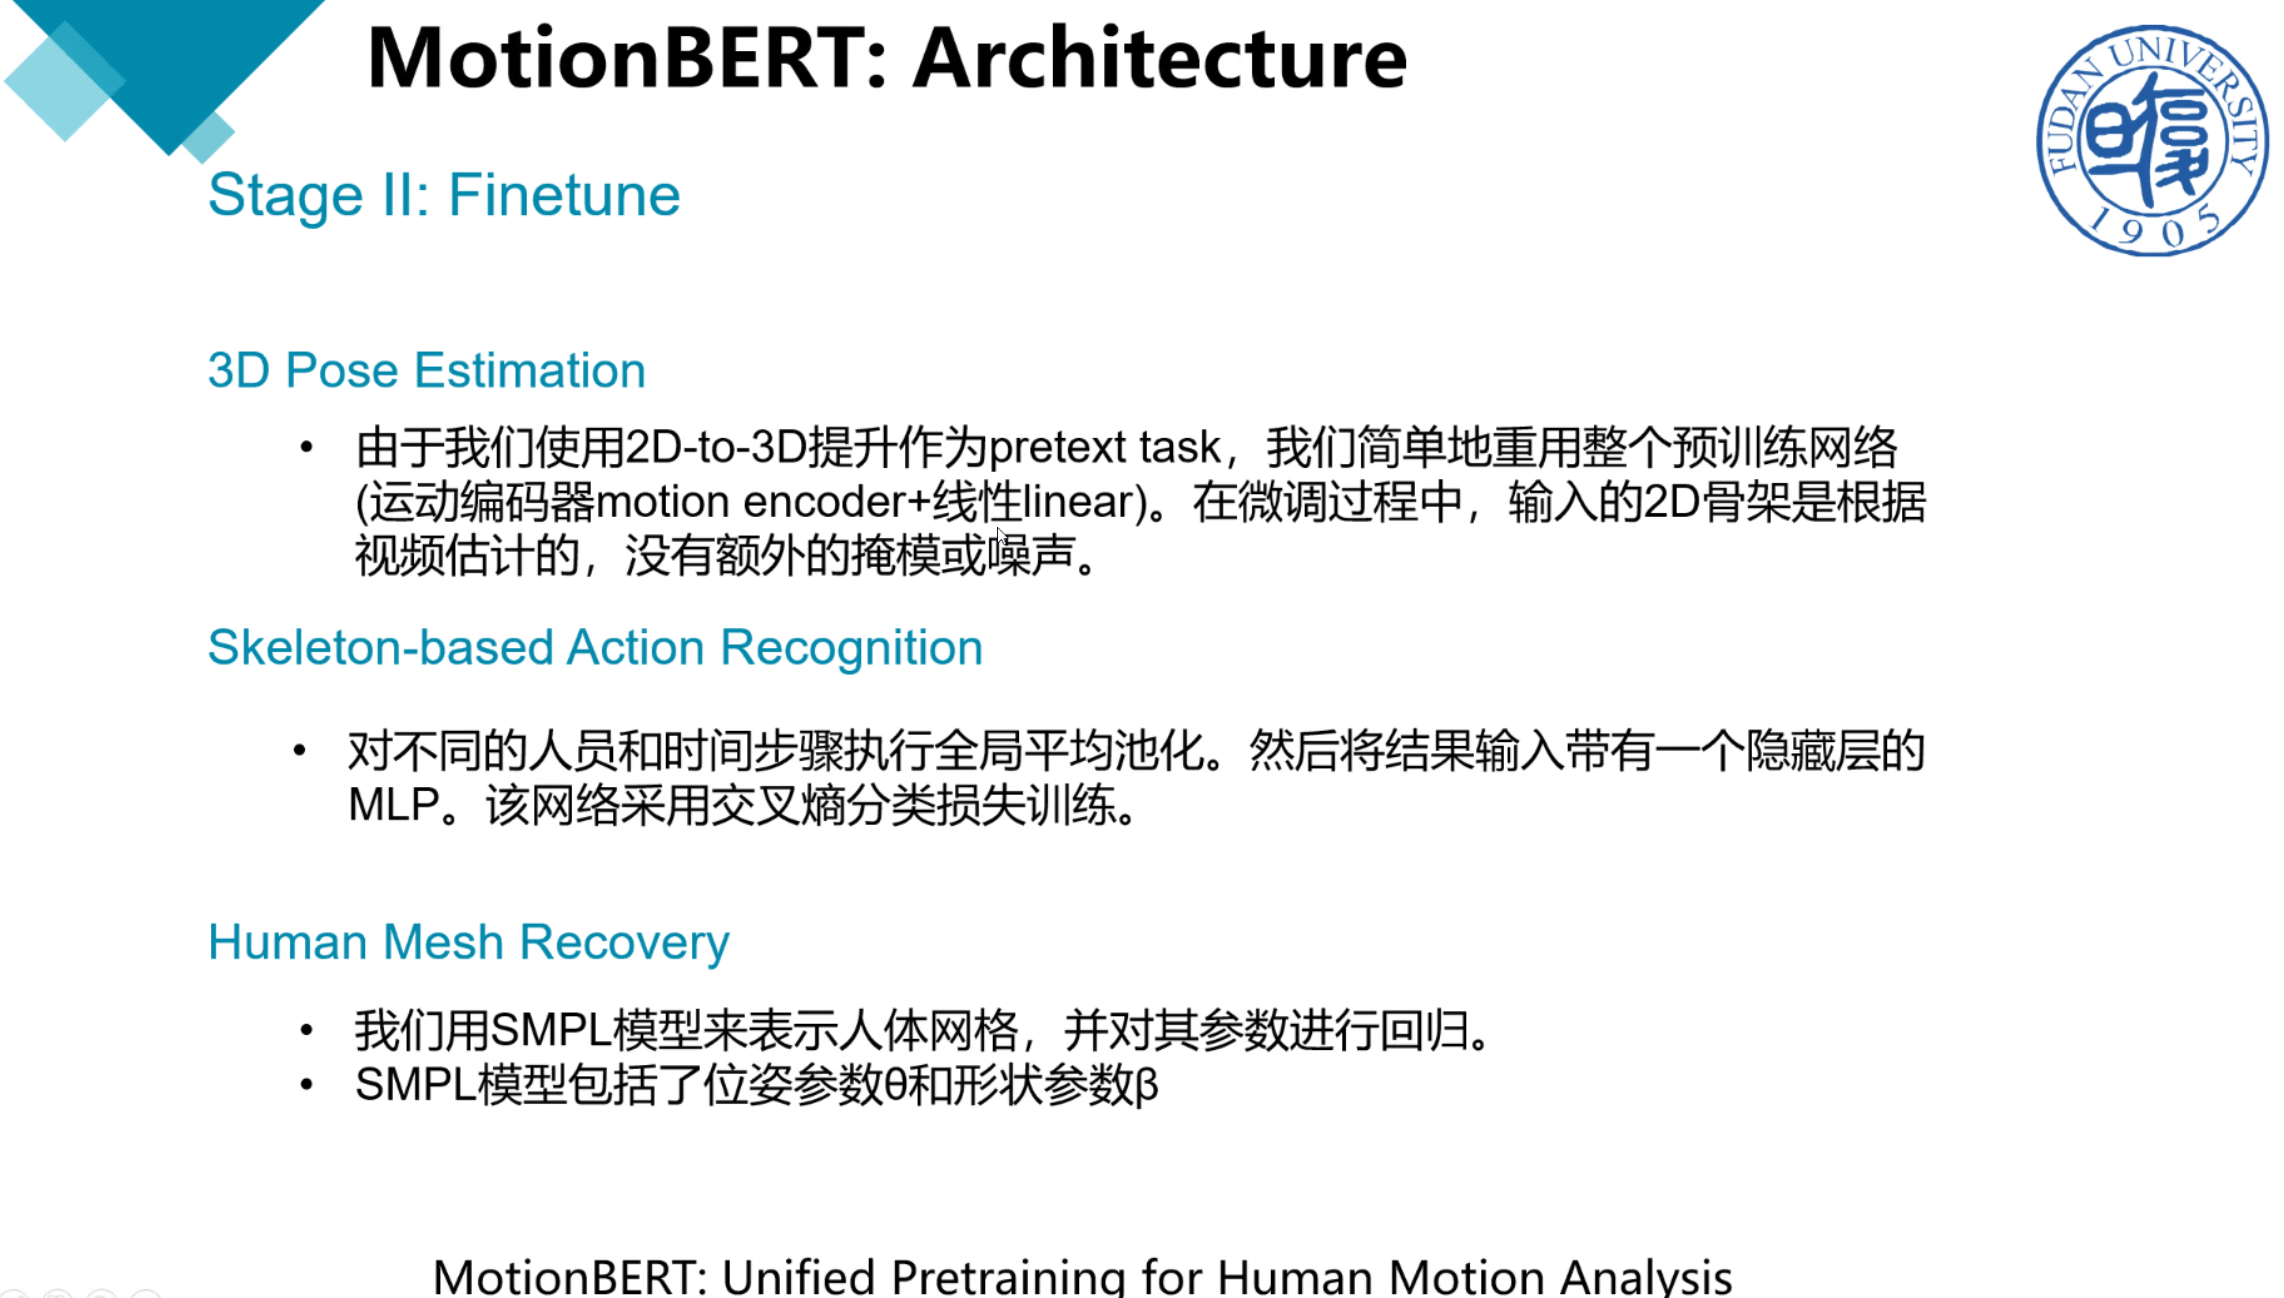 MotionBERT: Architecture
FUDAN UNIVERSITY
1905
Stage II: Finetune
3D Pose Estimation
• 由于我们使用2D-to-3D提升作为pretext task，我们简单地重用整个预训练网络
(运动编码器motion encoder+线性linear)。在微调过程中，输入的2D骨架是根据
视频估计的，没有额外的掩模或噪声。
Skeleton-based Action Recognition
• 对不同的人员和时间步骤执行全局平均池化。然后将结果输入带有一个隐藏层的
MLP。该网络采用交叉熵分类损失训练。
Human Mesh Recovery
• 我们用SMPL模型来表示人体网格，并对其参数进行回归。
• SMPL模型包括了位姿参数θ和形状参数β
MotionBERT: Unified Pretraining for Human Motion Analysis